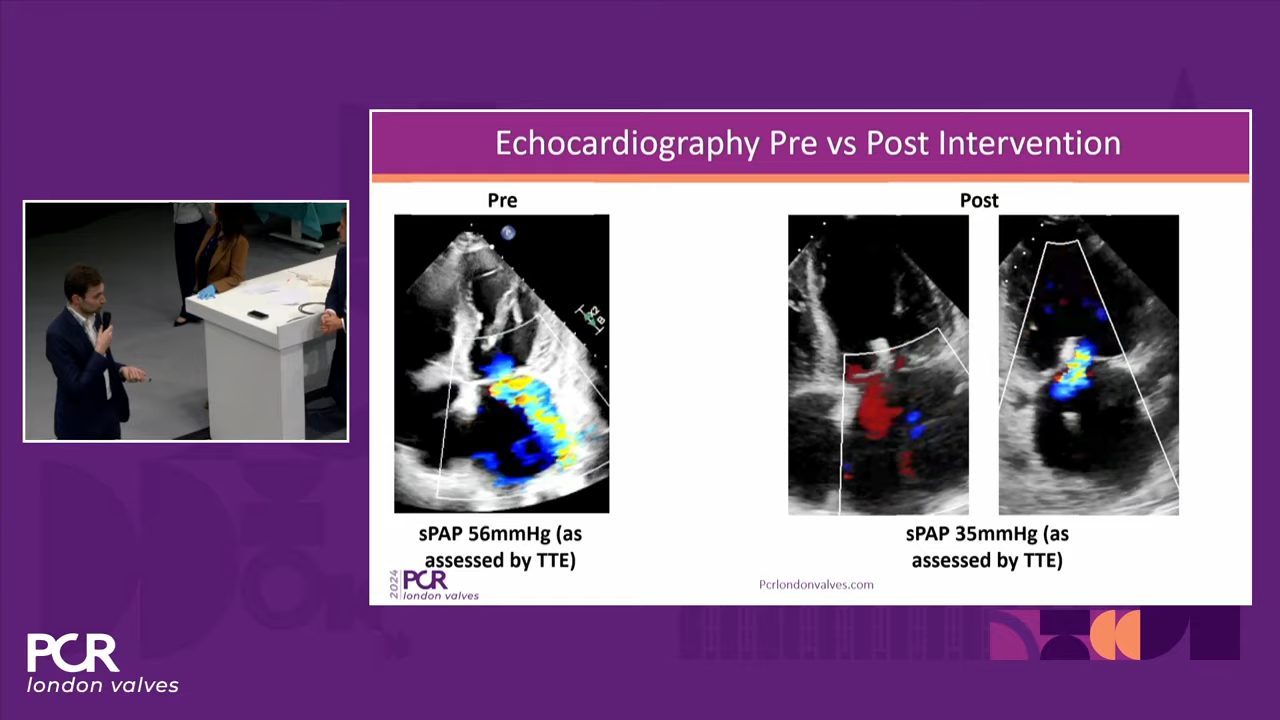 Echocardiography Pre vs Post Intervention
Pre
Post
sPAP 56mmHg (as
assessed by TTE)
sPAP 35mmHg (as
assessed by TTE)
2024
PCR
london valves
Pcrlondonvalves.com
PCR
london valves